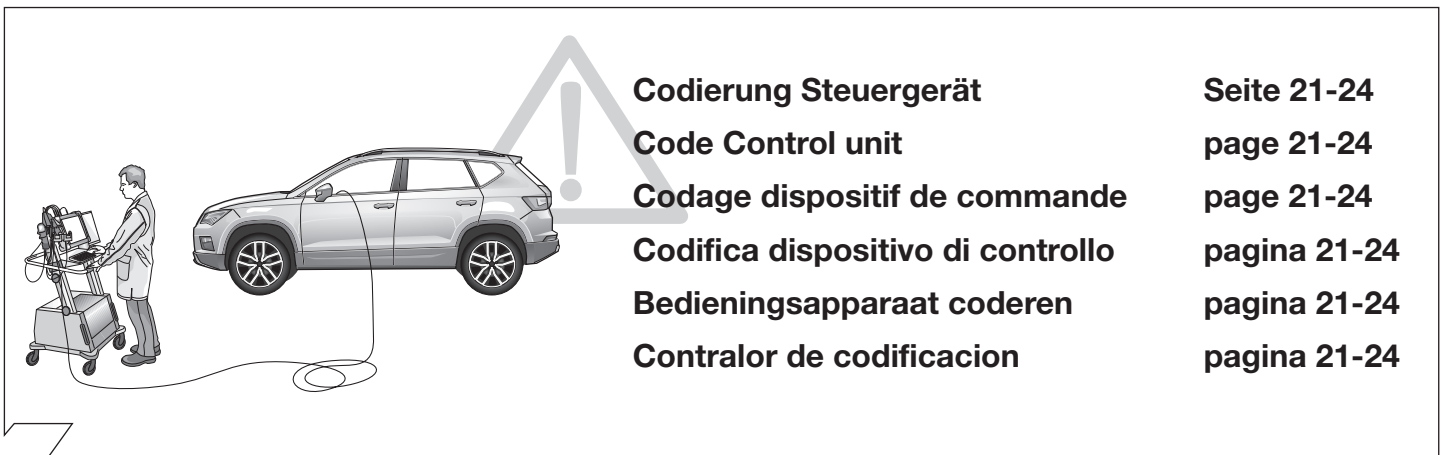 Codierung Steuergerät Seite 21-24
Code Control unit page 21-24
Codage dispositif de commande page 21-24
Codifica dispositivo di controllo pagina 21-24
Bedieningsapparaat coderen pagina 21-24
Contralor de codificacion pagina 21-24